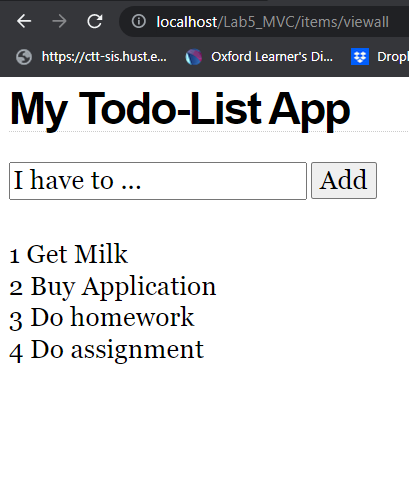 localhost/Lab5_MVC/items/viewall
https://ctt-sis.hust.e... Oxford Learner's Di...
My Todo-List App
I have to ... Add
1 Get Milk
2 Buy Application
3 Do homework
4 Do assignment